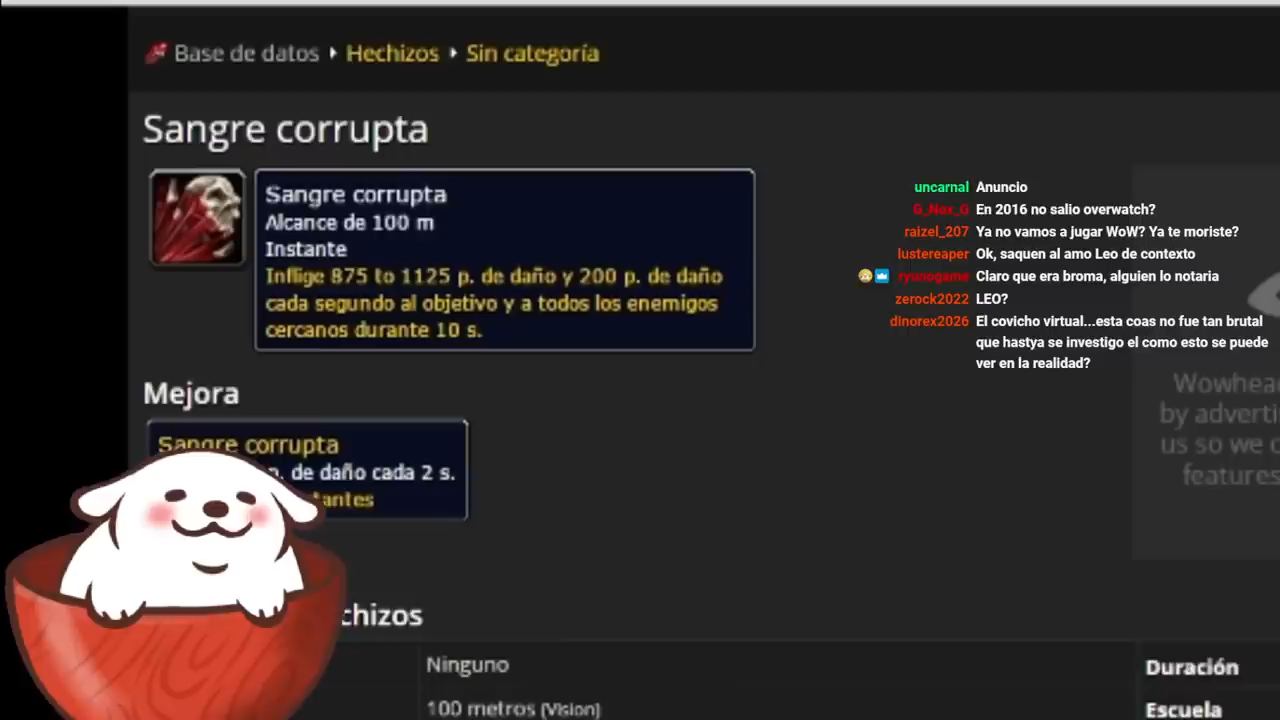 Base de datos Hechizos Sin categoría
Sangre corrupta
Sangre corrupta
Alcance de 100 m
Instante
Inflige 875 to 1125 p. de daño y 200 p. de daño
cada segundo al objetivo y a todos los enemigos
cercanos durante 10 s.
Mejora
Sangre corrupta
p. de daño cada 2 s.
tantes
chizos
Ninguno
100 metros (Vision)
Duración
Escuela
uncarnal Anuncio
G_Nox_G En 2016 no salio overwatch?
raizel_207 Ya no vamos a jugar WoW? Ya te moriste?
lustereaper Ok, saquen al amo Leo de contexto
ryunogame Claro que era broma, alguien lo notaria
zerock2022 LEO?
dinorex2026 El covicho virtual...esta coas no fue tan brutal
que hastya se investigo el como esto se puede
ver en la realidad?
Wowhea
by adverti
us so we
features